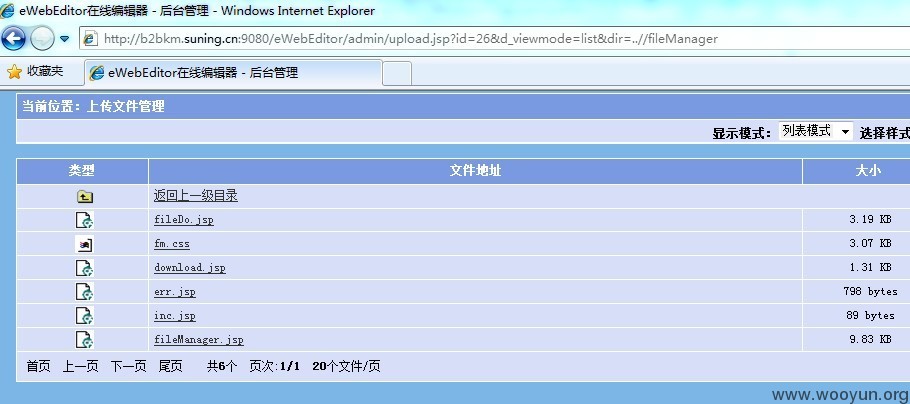 eWebEditor在线编辑器 - 后台管理 - Windows Internet Explorer
http://b2bkm.suning.cn:9080/eWebEditor/admin/upload.jsp?id=26&d_viewmode=list&dir=..//fileManager
收藏夹 eWebEditor在线编辑器 - 后台管理
当前位置：上传文件管理
显示模式： 列表模式 选择样式
类型 文件地址 大小
返回上一级目录
fileDo.jsp 3.19 KB
fm.css 3.07 KB
download.jsp 1.31 KB
err.jsp 798 bytes
inc.jsp 89 bytes
fileManager.jsp 9.83 KB
首页 上一页 下一页 尾页 共6个 页次:1/1 20个文件/页
www.wooyun.org